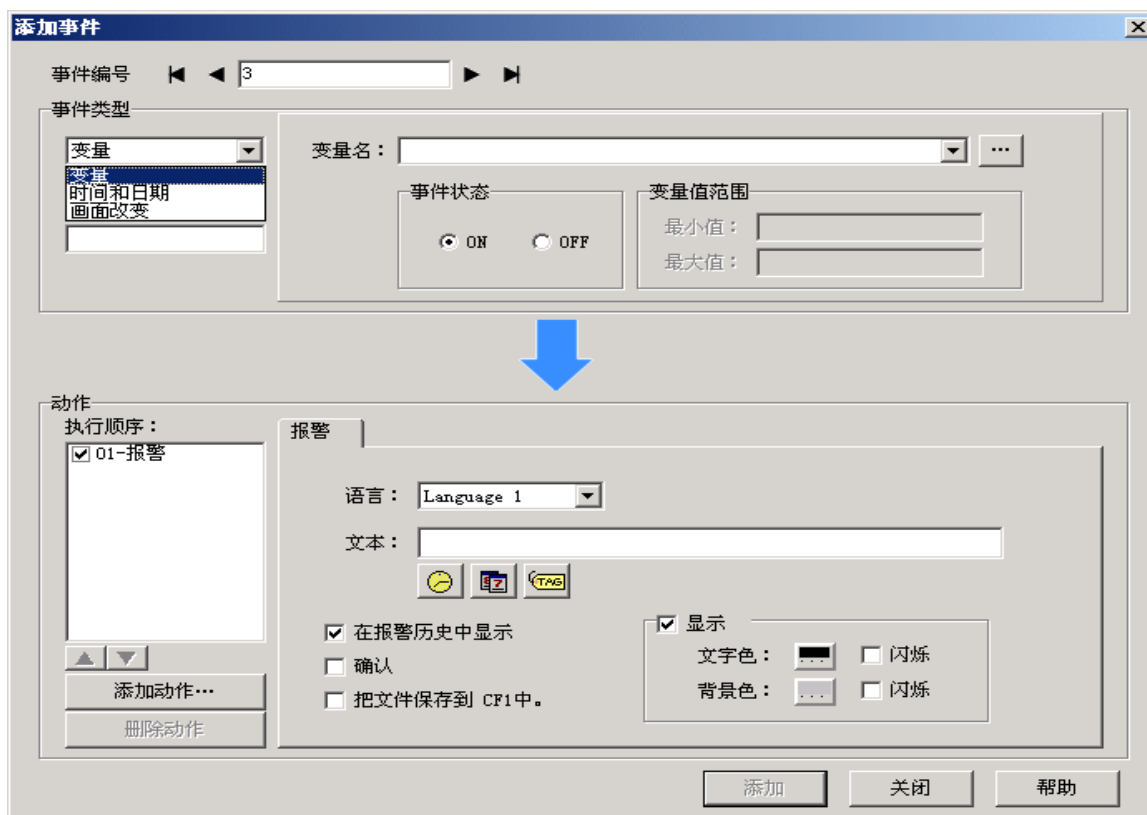 添加事件
事件编号 3
事件类型
变量
变量
时间和日期
画面改变
变量名：
...
事件状态
ON OFF
变量值范围
最小值：
最大值：
动作
执行顺序：
01-报警
添加动作…
删除动作
报警
语言： Language 1
文本：
TAG
在报警历史中显示
确认
把文件保存到 CF1中。
显示
文字色： ... 闪烁
背景色： ... 闪烁
添加 关闭 帮助